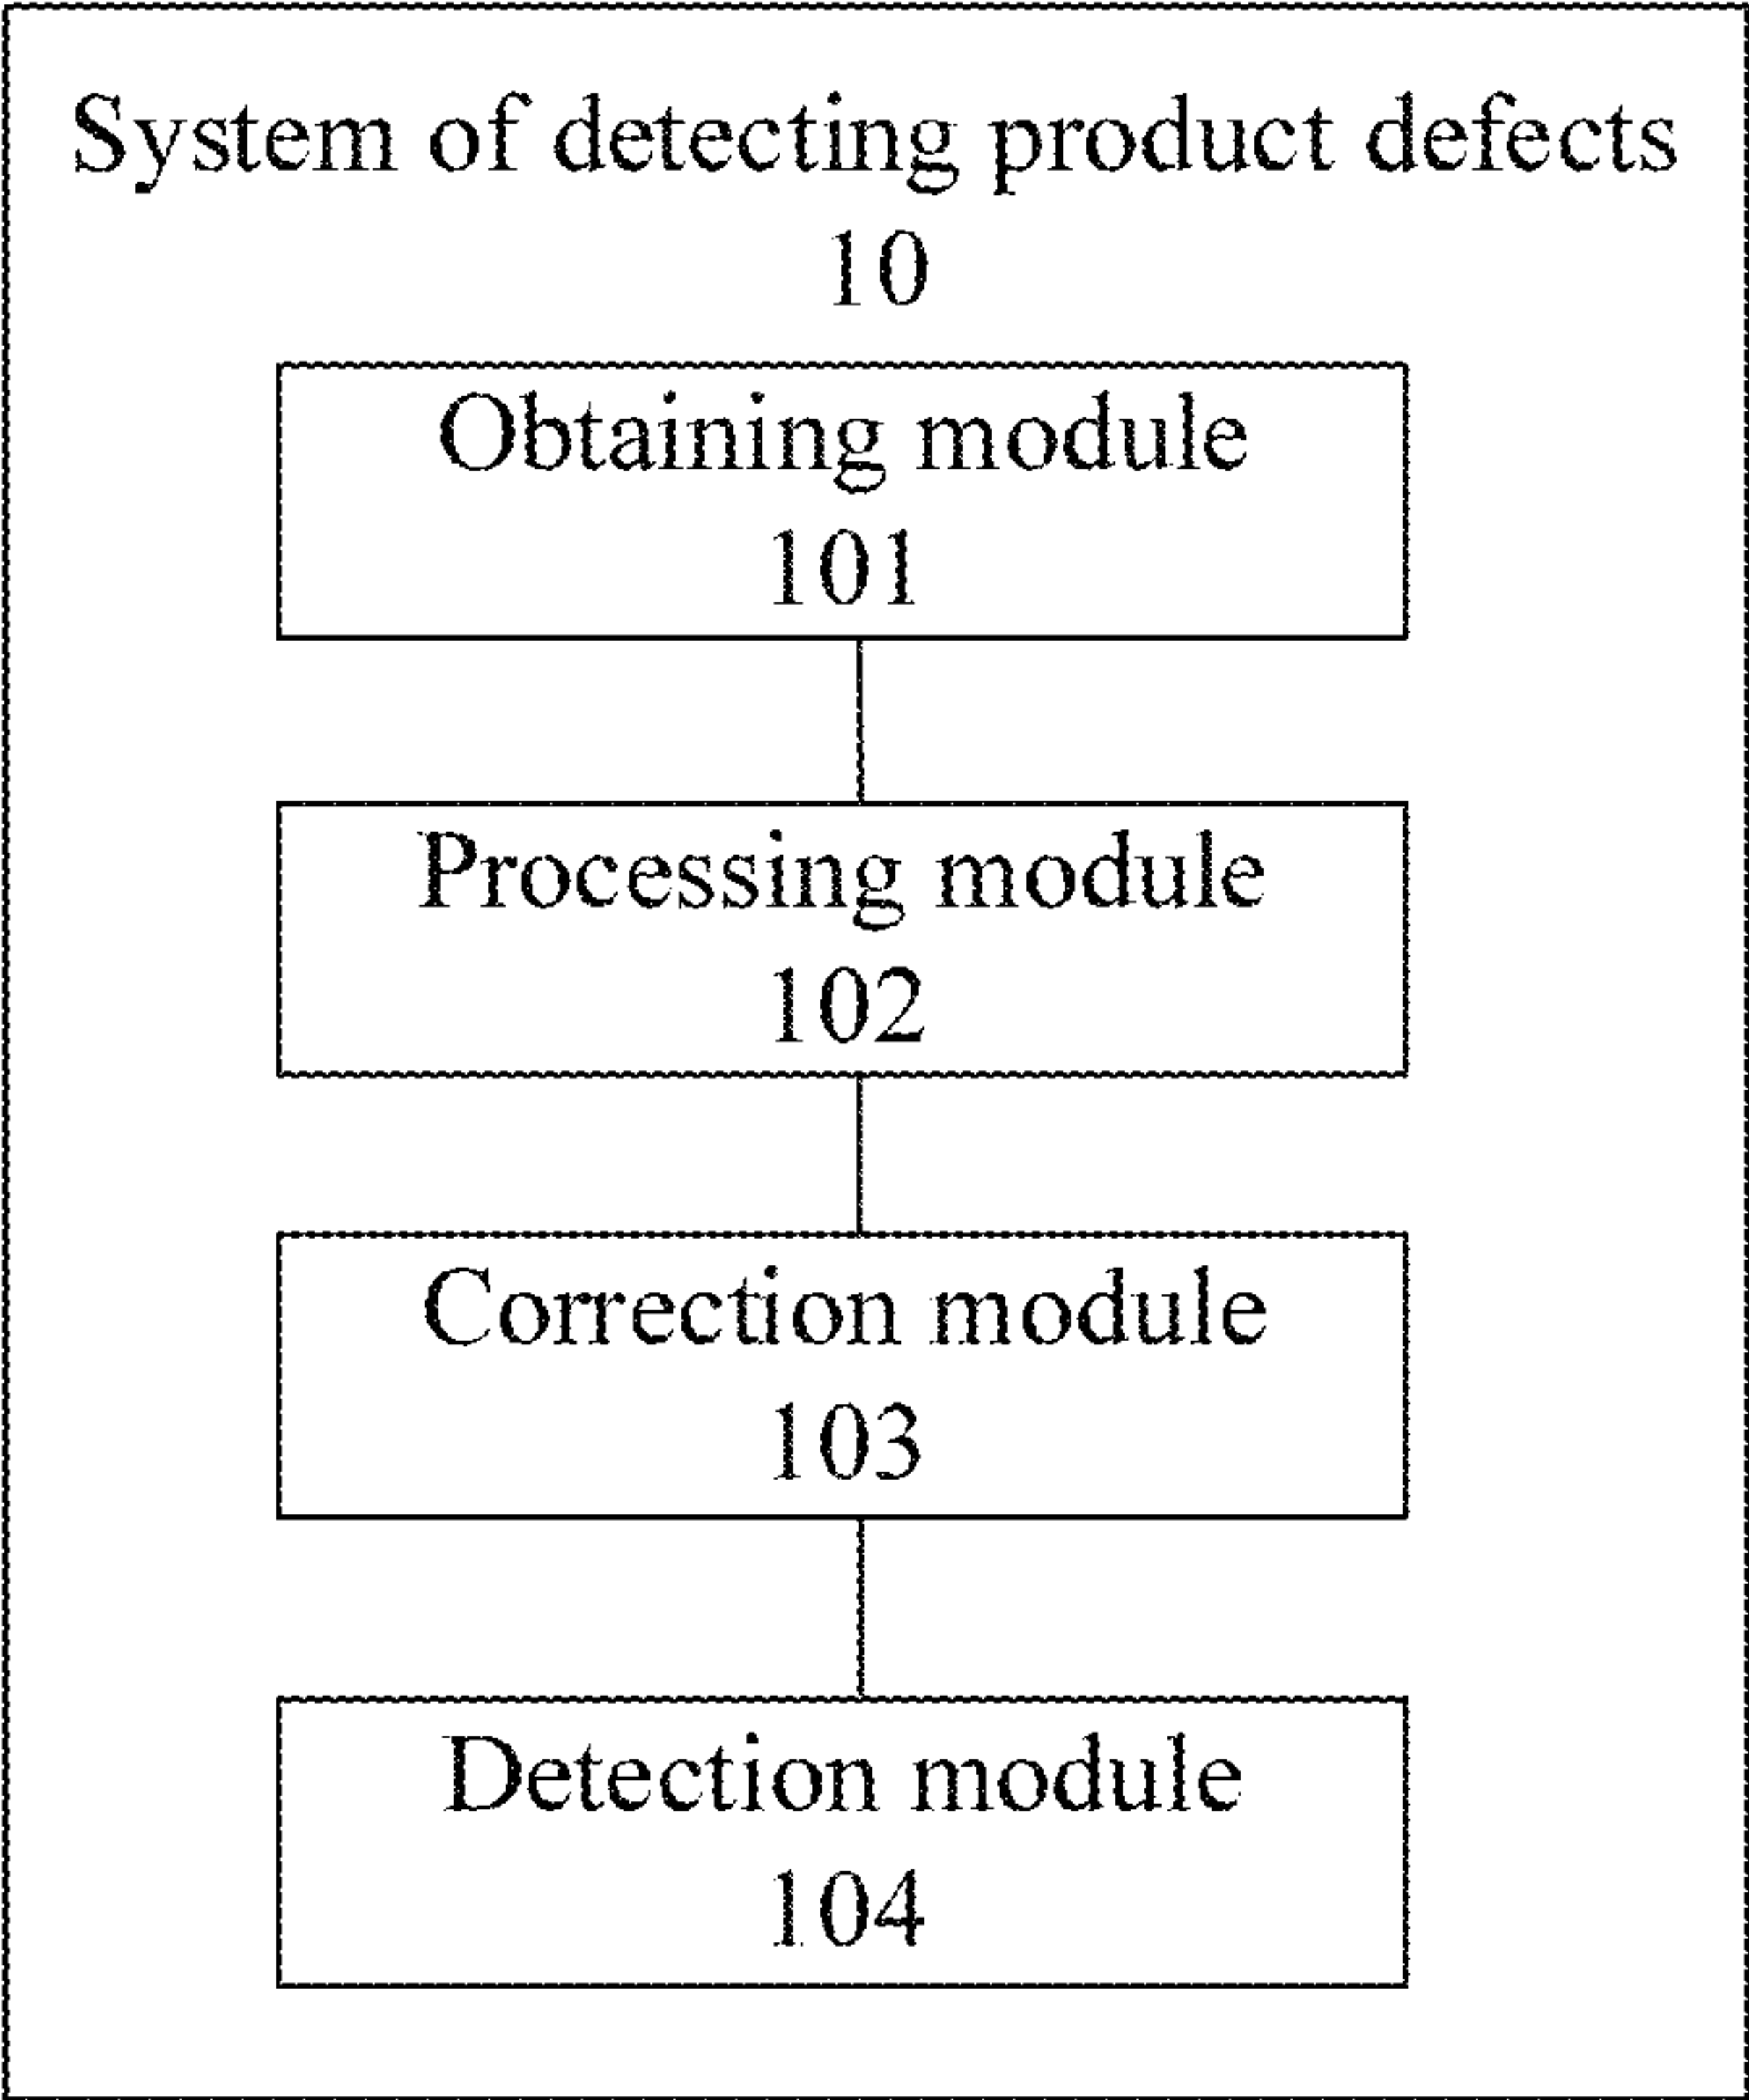 System of detecting product defects
10
Obtaining module
101
Processing module
102
Correction module
103
Detection module
104